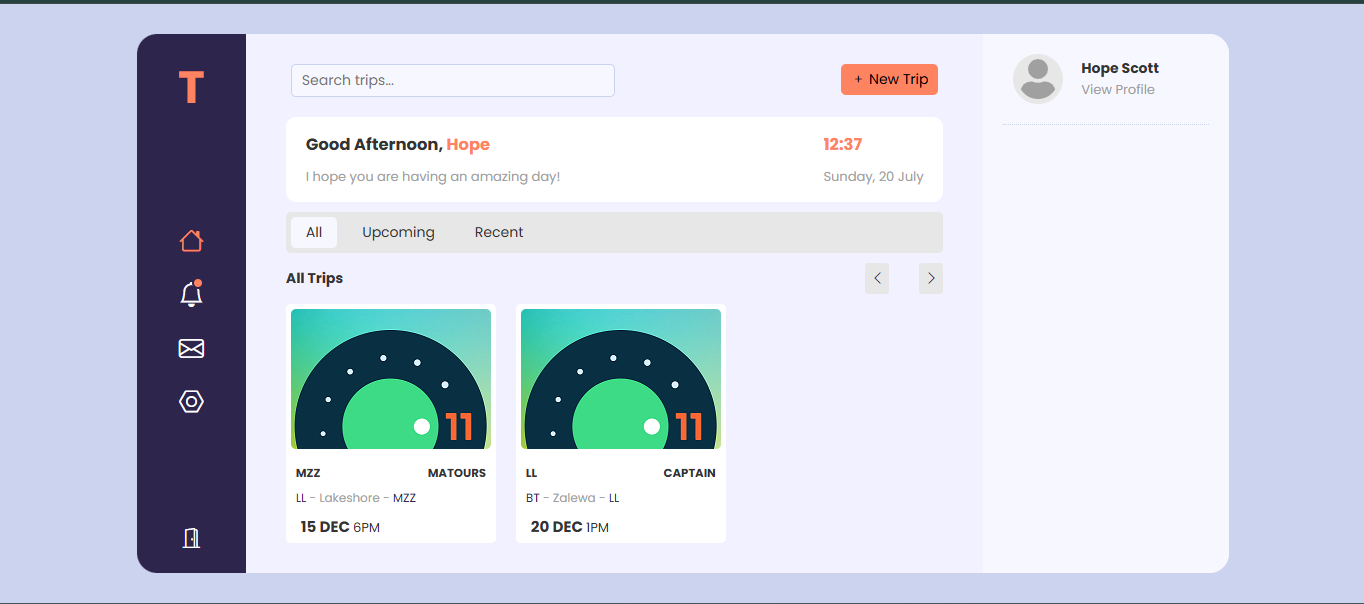 T
Search trips...
+ New Trip
Hope Scott
View Profile
Good Afternoon, Hope
12:37
I hope you are having an amazing day!
Sunday, 20 July
All Upcoming Recent
All Trips
11
MZZ MATOURS
LL - Lakeshore - MZZ
15 DEC 6PM
11
LL CAPTAIN
BT - Zalewa - LL
20 DEC 1PM